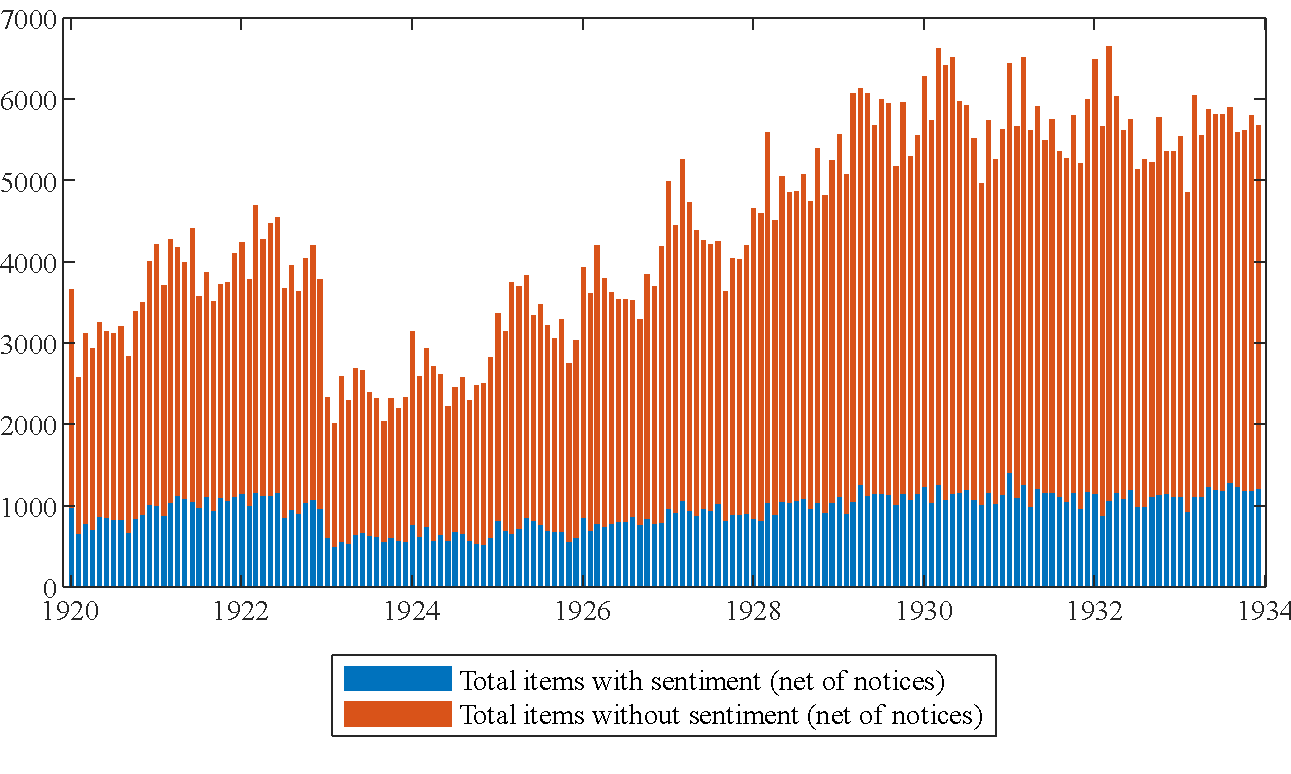 7000
6000
5000
4000
3000
2000
1000
0
1920 1922 1924 1926 1928 1930 1932 1934
Total items with sentiment (net of notices)
Total items without sentiment (net of notices)